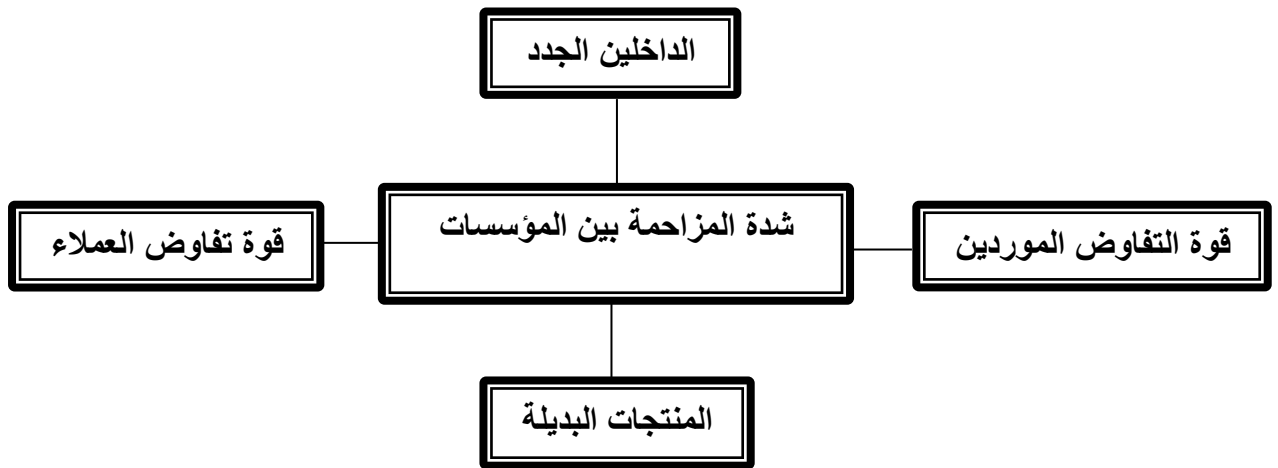 الداخلين الجدد
شدة المزاحمة بين المؤسسات
قوة التفاوض الموردين
قوة تفاوض العملاء
المنتجات البديلة